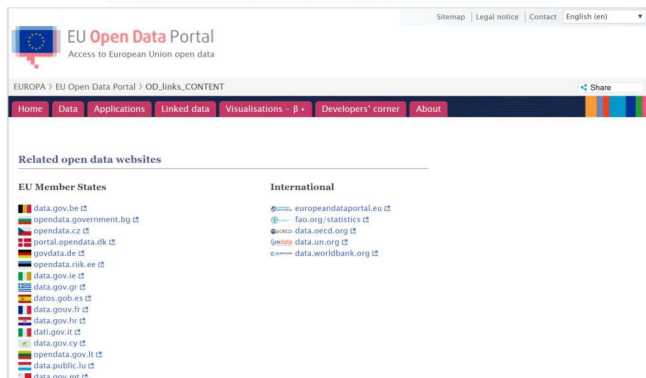 Sitemap | Legal notice | Contact English (en)
EU Open Data Portal
Access to European Union open data
EUROPA > EU Open Data Portal > OD_links_CONTENT
Share
Home Data Applications Linked data Visualisations - β Developers' corner About
Related open data websites
EU Member States
data.gov.be
opendata.government.bg
opendata.cz
portal.opendata.dk
govdata.de
opendata.riik.ee
data.gov.ie
data.gov.gr
datos.gob.es
data.gouv.fr
data.gov.hr
dati.gov.it
data.gov.cy
opendata.gov.lt
data.public.lu
data.gov.mt
International
europeandataportal.eu
fao.org/statistics
OECD data.oecd.org
data data.un.org
data.worldbank.org